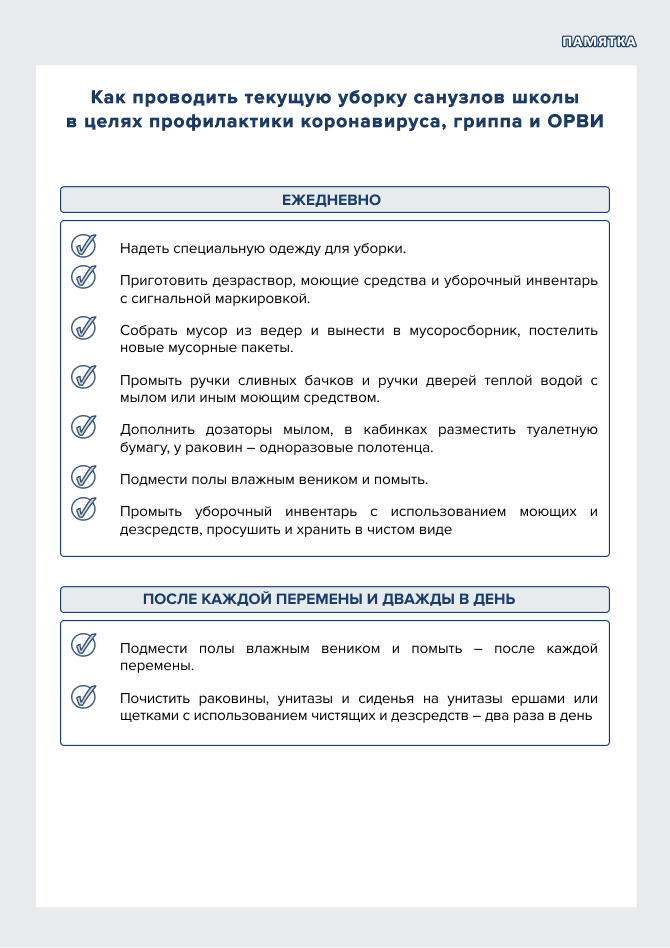 ПАМЯТКА
Как проводить текущую уборку санузлов школы
в целях профилактики коронавируса, гриппа и ОРВИ
ЕЖЕДНЕВНО
Надеть специальную одежду для уборки.
Приготовить дезраствор, моющие средства и уборочный инвентарь
с сигнальной маркировкой.
Собрать мусор из ведер и вынести в мусоросборник, постелить
новые мусорные пакеты.
Промыть ручки сливных бачков и ручки дверей теплой водой с
мылом или иным моющим средством.
Дополнить дозаторы мылом, в кабинках разместить туалетную
бумагу, у раковин – одноразовые полотенца.
Подмести полы влажным веником и помыть.
Промыть уборочный инвентарь с использованием моющих и
дезсредств, просушить и хранить в чистом виде
ПОСЛЕ КАЖДОЙ ПЕРЕМЕНЫ И ДВАЖДЫ В ДЕНЬ
Подмести полы влажным веником и помыть – после каждой
перемены.
Почистить раковины, унитазы и сиденья на унитазы ершами или
щетками с использованием чистящих и дезсредств – два раза в день